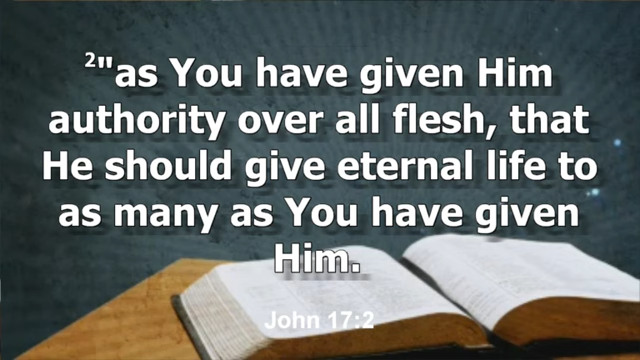 2"as You have given Him
authority over all flesh, that
He should give eternal life to
as many as You have given
Him.
John 17:2